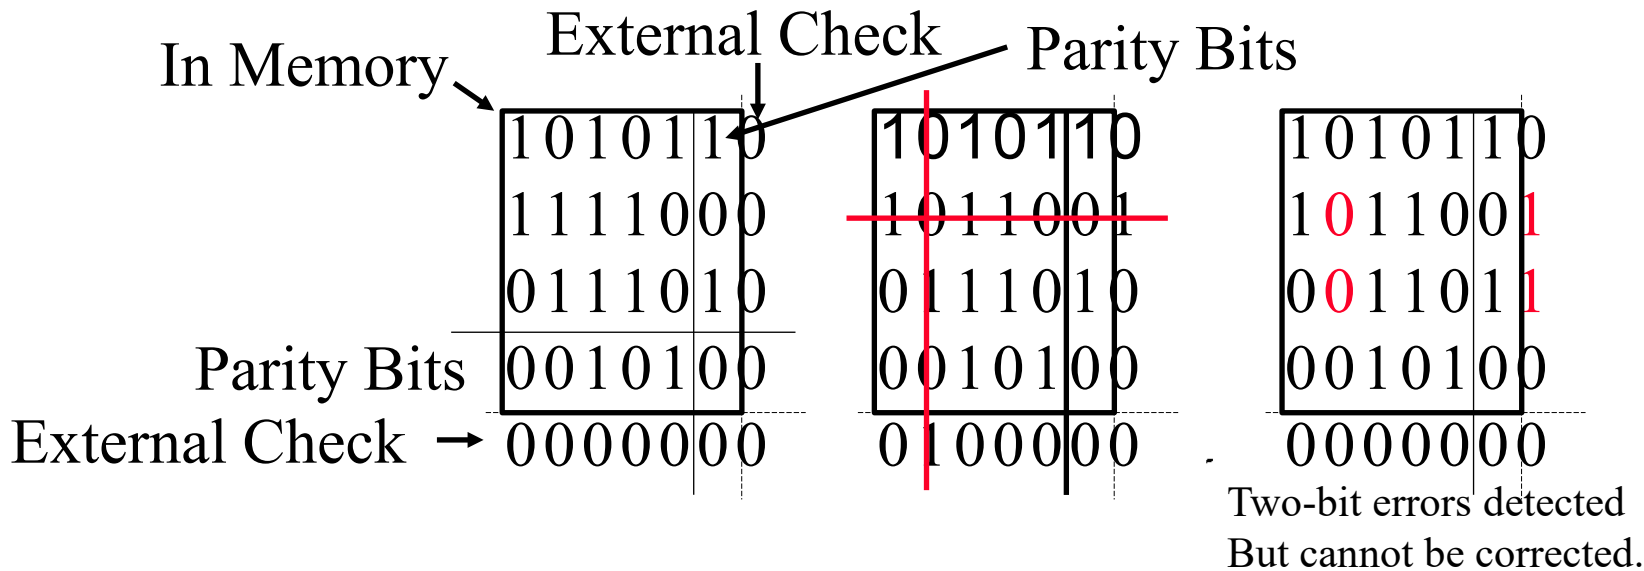 External Check
Parity Bits
In Memory
1 0 1 0 1 1 0
1 1 1 1 0 0 0
0 1 1 1 0 1 0
0 0 1 0 1 0 0
0 0 0 0 0 0 0
Parity Bits
External Check
1 0 1 0 1 1 0
1 0 1 1 0 0 1
0 1 1 1 0 1 0
0 0 1 0 1 0 0
0 1 0 0 0 0 0
1 0 1 0 1 1 0
1 0 1 1 0 0 1
0 0 1 1 0 1 1
0 0 1 0 1 0 0
0 0 0 0 0 0 0
Two-bit errors detected
But cannot be corrected.